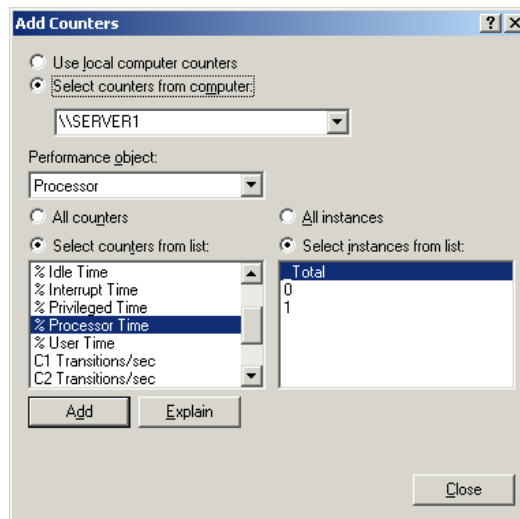 Add Counters
Use local computer counters
Select counters from computer:
\\SERVER1
Performance object:
Processor
All counters
Select counters from list:
% Idle Time
% Interrupt Time
% Privileged Time
% Processor Time
% User Time
C1 Transitions/sec
C2 Transitions/sec
All instances
Select instances from list:
_Total
0
1
Add
Explain
Close